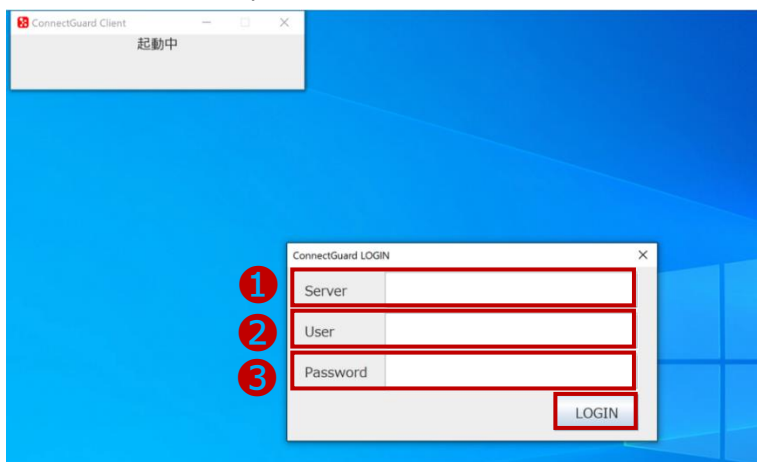 ConnectGuard Client
起動中
ConnectGuard LOGIN
1 Server
2 User
3 Password
LOGIN